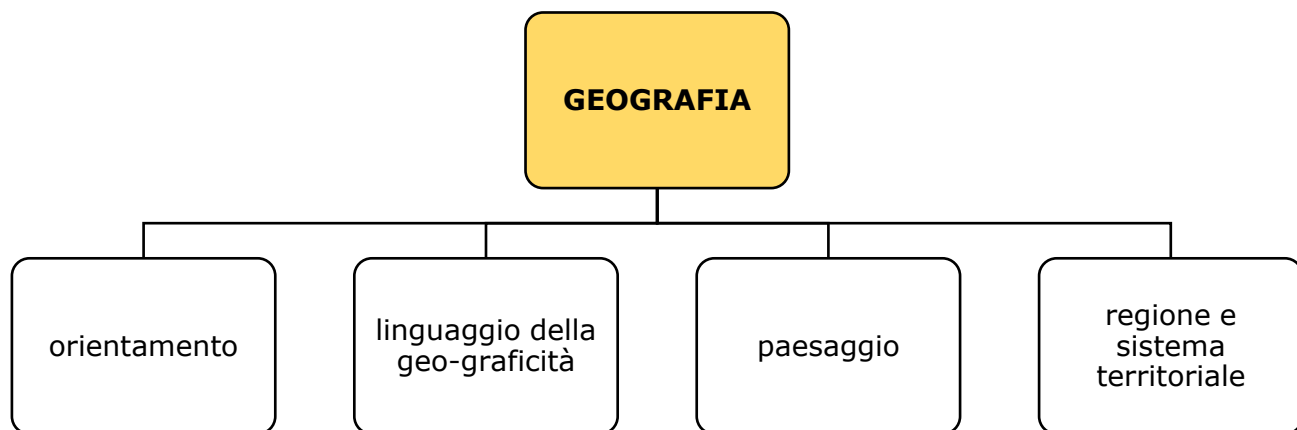 GEOGRAFIA
orientamento
linguaggio della
geo-graficità
paesaggio
regione e
sistema
territoriale